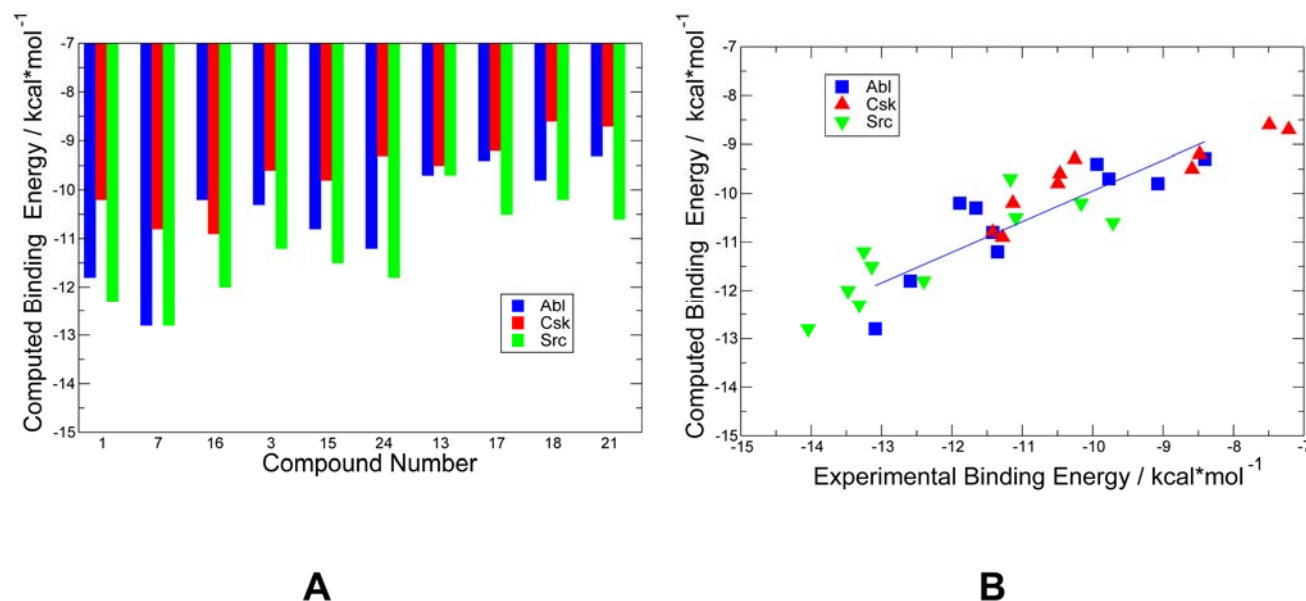 -7
-8
-9
-10
-11
-12
-13
-14
-15
Computed Binding Energy / kcal*mol-1
Abl
Csk
Src
1 7 16 3 15 24 13 17 18 21
Compound Number
A
-7
-8
-9
-10
-11
-12
-13
-14
-15
Computed Binding Energy / kcal*mol-1
Abl
Csk
Src
-15 -14 -13 -12 -11 -10 -9 -8 -7
Experimental Binding Energy / kcal*mol-1
B